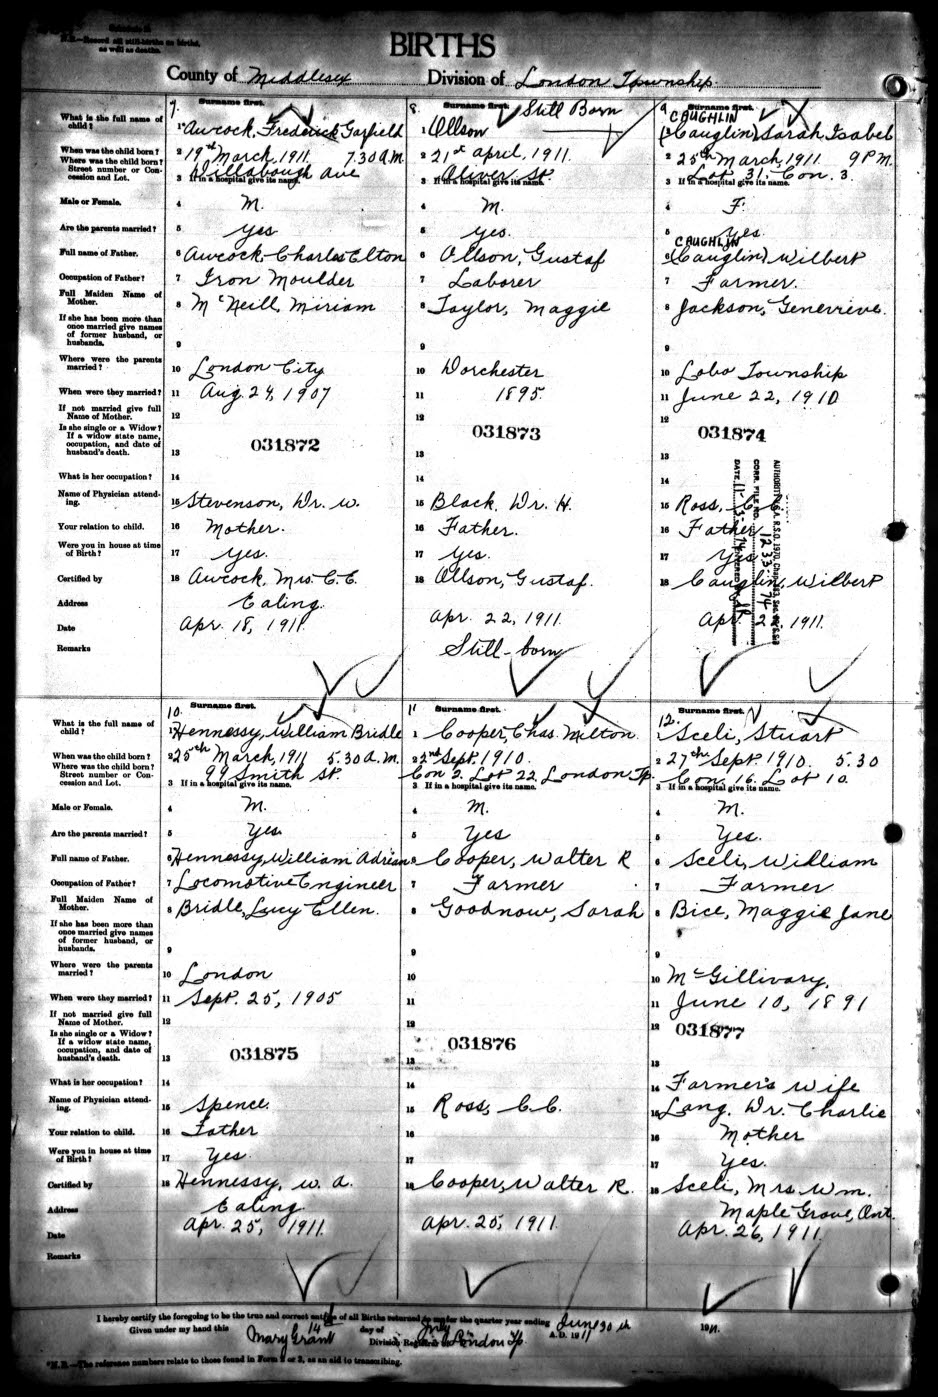 Schedule A
N.B.—Record all still-births as births,
as well as deaths.
BIRTHS
County of Middlesex Division of London Township
What is the full name of child?
When was the child born?
Where was the child born? Street number or Concession and Lot.
Male or Female.
Are the parents married?
Full name of Father.
Occupation of Father?
Full Maiden Name of Mother.
If she has been more than once married give names of former husband, or husbands.
Where were the parents married?
When were they married?
If not married give full Name of Mother.
Is she single or a Widow? If a widow state name, occupation, and date of husband's death.
What is her occupation?
Name of Physician attending.
Your relation to child.
Were you in house at time of Birth?
Certified by
Address
Date
Remarks
7. Surname first.
1 Awcock, Frederick Garfield
2 19th March, 1911. 7.30 A.M.
Willabough Ave
3 If in a hospital give its name.
4 M.
5 yes
6 Awcock Charles Elton
7 Iron Moulder
8 McNeill, Miriam
9
10 London City
11 Aug. 24, 1907
12
031872
13
14
15 Stevenson, Dr. W.
16 Mother.
17 Yes.
18 Awcock, Mrs. C. E.
Ealing.
Apr. 18, 1911.
8. Surname first. Still Born
1 Ollson
2 21st April, 1911.
Oliver St.
3 If in a hospital give its name.
4 M.
5 yes.
6 Ollson, Gustaf
7 Laborer
8 Taylor, Maggie
9
10 Dorchester
11 1895.
12
031873
13
14
15 Black, Dr. H.
16 Father.
17 Yes.
18 Ollson, Gustaf.
Apr. 22, 1911.
Still-born
9. Surname first.
CAUGHLIN
1 (Cauglin) Sarah Isabel
2 25th March, 1911 9 P.M.
Lot 31. Con. 3.
3 If in a hospital give its name.
4 F.
5 Yes.
CAUGHLIN
6 (Cauglin) Wilbert
7 Farmer.
8 Jackson, Genevrieve.
9
10 Lobo Township
11 June 22, 1910
12
031874
13
14
15 Ross, C.
16 Father
17 Yes
18 Cauglin, Wilbert
Apr. 2 1911.
AUTHORITY R.S.O. 1970, Chap.
CORR. FILE NO. 1233-74
DATE
What is the full name of child?
When was the child born?
Where was the child born? Street number or Concession and Lot.
Male or Female.
Are the parents married?
Full name of Father.
Occupation of Father?
Full Maiden Name of Mother.
If she has been more than once married give names of former husband, or husbands.
Where were the parents married?
When were they married?
If not married give full Name of Mother.
Is she single or a Widow? If a widow state name, occupation, and date of husband's death.
What is her occupation?
Name of Physician attending.
Your relation to child.
Were you in house at time of Birth?
Certified by
Address
Date
Remarks
10. Surname first.
1 Hennessy, William Bridle
2 25th March, 1911 5.30 A.M.
99 Smith St.
3 If in a hospital give its name.
4 M.
5 Yes
6 Hennessy, William Adrian
7 Locomotive Engineer
8 Bridle, Lucy Ellen.
9
10 London
11 Sept. 25, 1905
12
031875
13
14
15 Spence.
16 Father
17 Yes.
18 Hennessy, W. A.
Ealing.
Apr. 25, 1911.
11. Surname first.
1 Cooper, Chas. Milton.
2 2nd Sept. 1910.
Con 2. Lot 22 London Tp.
3 If in a hospital give its name.
4 M.
5 Yes
6 Cooper, Walter R
7 Farmer
8 Goodnow, Sarah
9
10
11
12
031876
13
14
15 Ross, C. C.
16
17
18 Cooper, Walter R.
Apr. 25, 1911.
12. Surname first.
1 Sceli, Stuart
2 27th Sept. 1910. 5.30
Con. 16. Lot 10.
3 If in a hospital give its name.
4 M.
5 Yes.
6 Sceli, William
7 Farmer
8 Bice, Maggie Jane
9
10 McGillivary.
11 June 10, 1891
12
031877
13
14 Farmer's wife
15 Lang. Dr. Charlie
16 Mother
17 Yes.
18 Sceli, Mrs. Wm.
Maple Grove, Ont.
Apr. 26, 1911.
I hereby certify the foregoing to be the true and correct entries of all Births returned to me under the quarter year ending June 30th 1911.
Given under my hand this 14 day of July A.D. 1911
Mary Grant Division Registrar of London Tp.
*N.B.—The reference numbers relate to those found in Form 1 or 2, as an aid to transcribing.